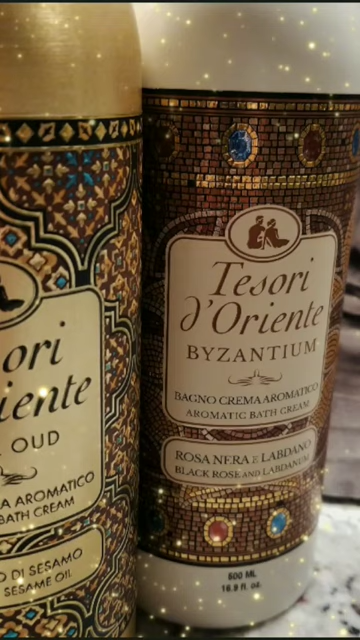 ori
iente
OUD
AROMATICO
BATH CREAM
DI SESAMO
SESAME OIL
Tesori
d'Oriente
BYZANTIUM
BAGNO CREMA AROMATICO
AROMATIC BATH CREAM
ROSA NERA E LABDANO
BLACK ROSE AND LABDANUM
500 ML
16.9 fl. oz.